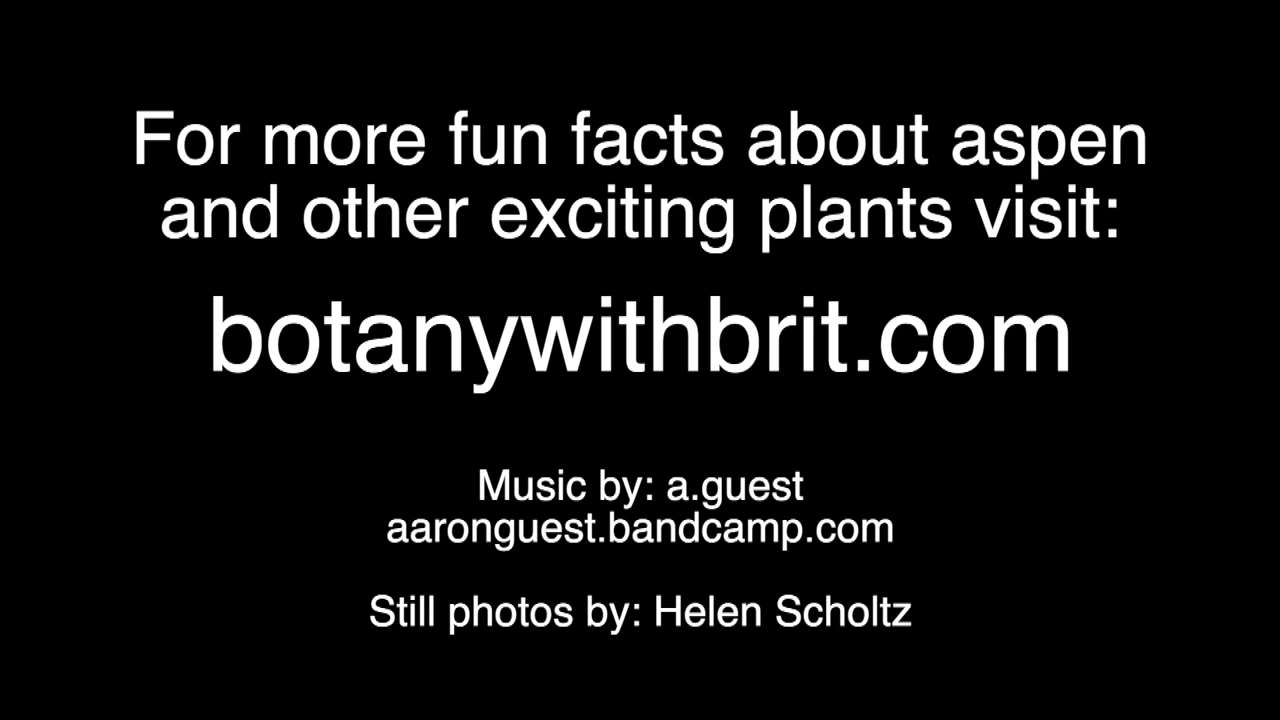 For more fun facts about aspen
and other exciting plants visit:
botanywithbrit.com
Music by: a.guest
aaronguest.bandcamp.com
Still photos by: Helen Scholtz